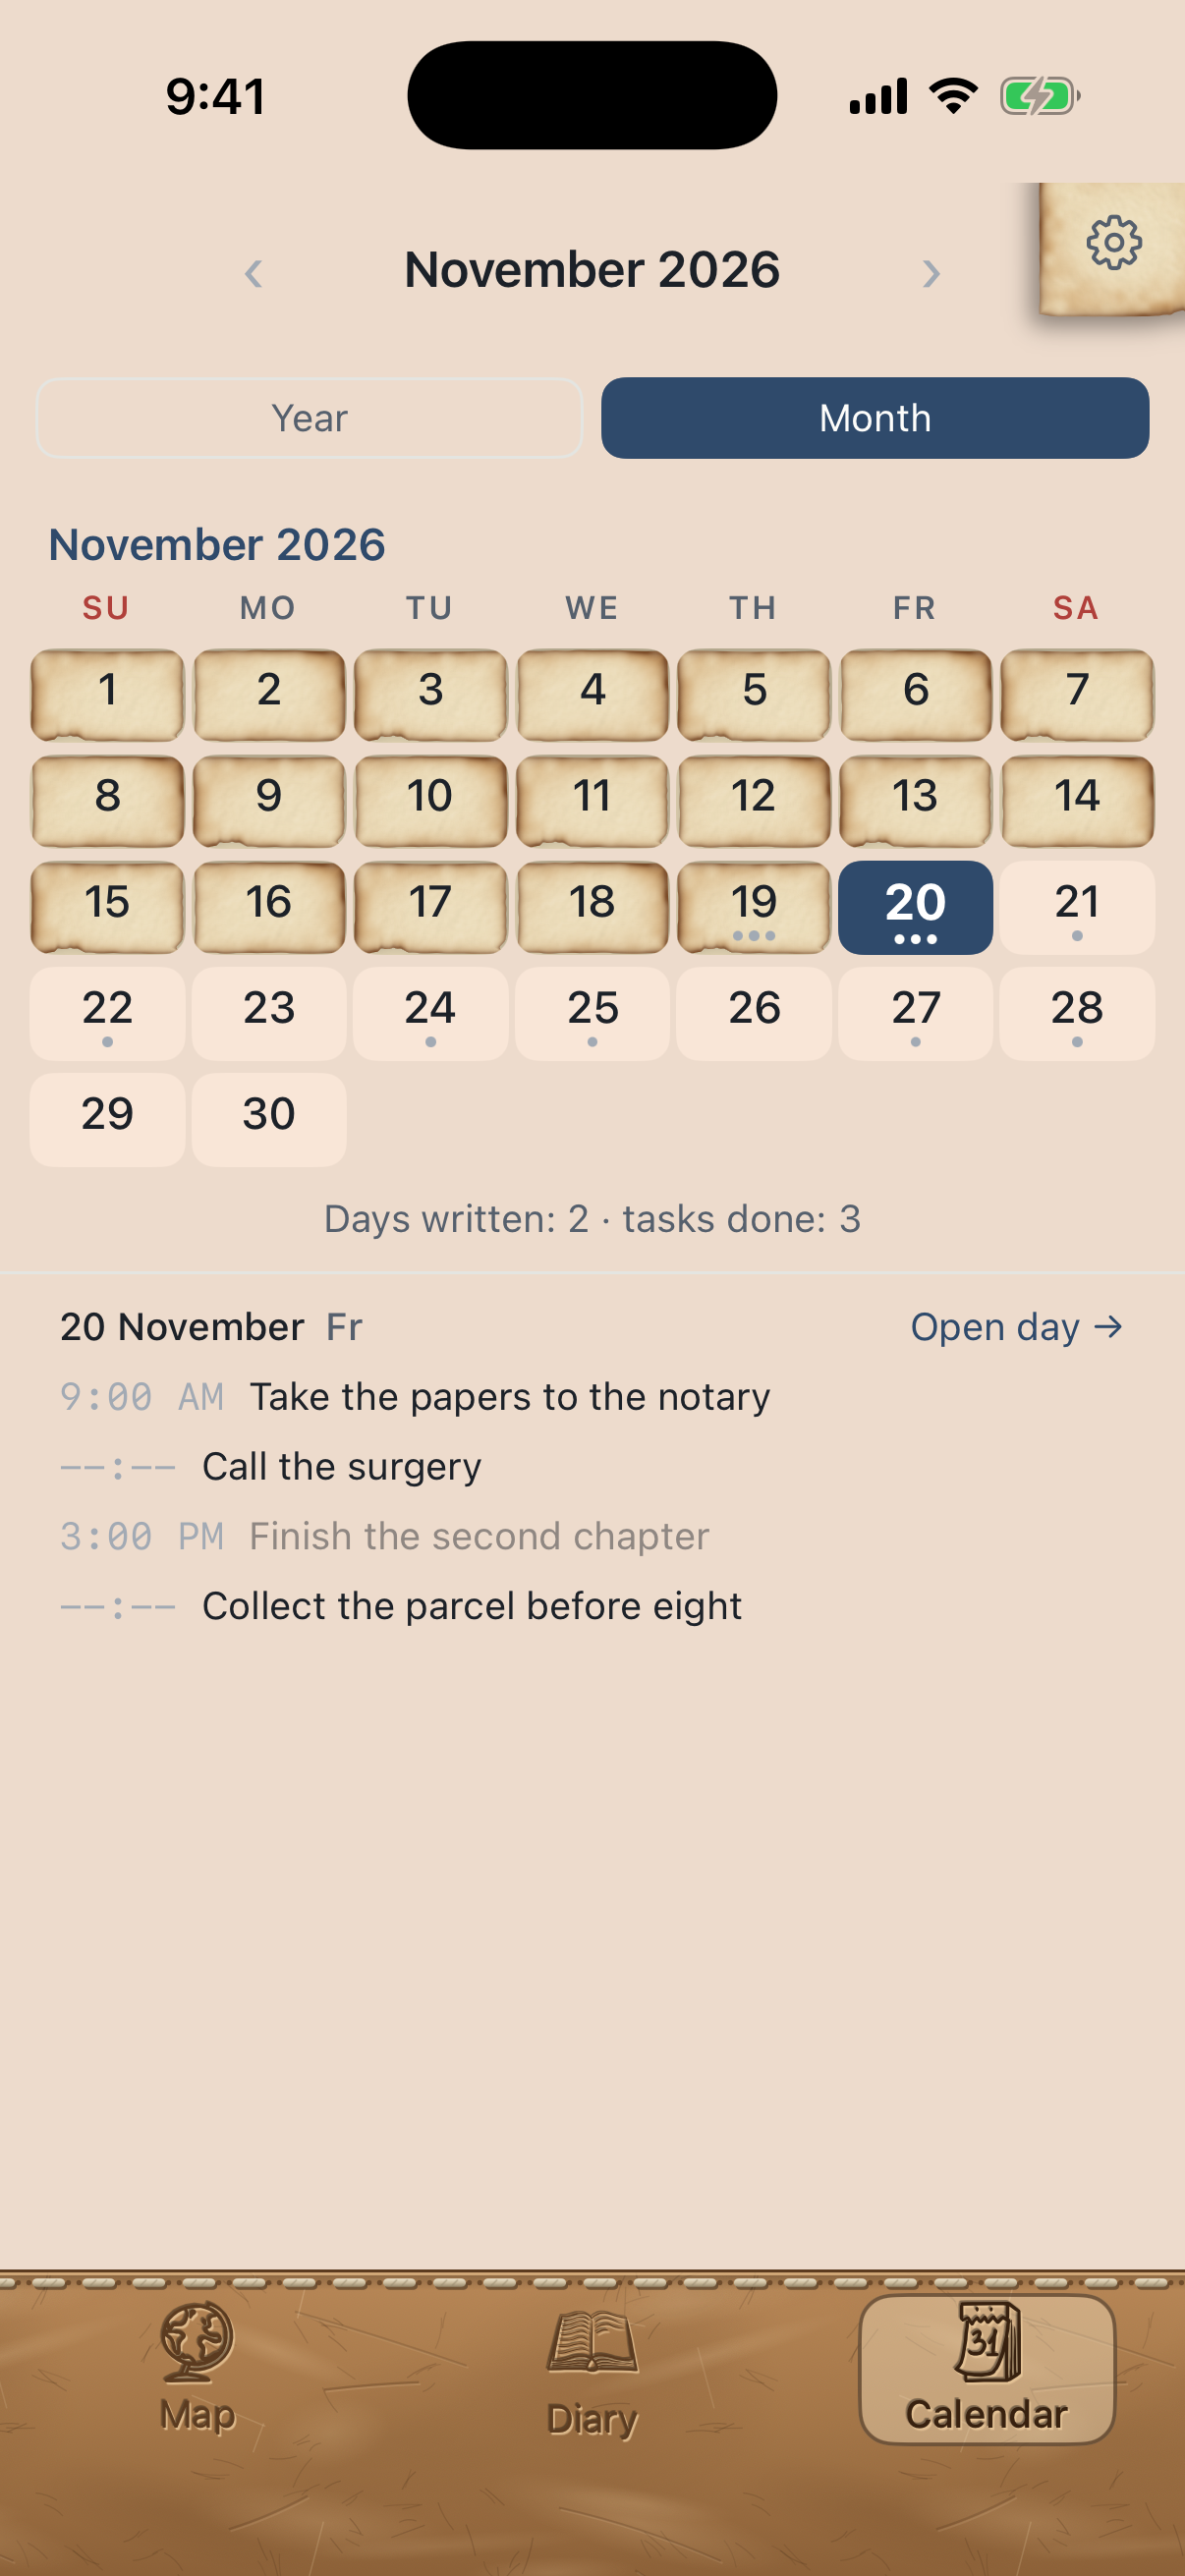 9:41
‹ November 2026 ›
Year Month
November 2026
SU MO TU WE TH FR SA
1 2 3 4 5 6 7
8 9 10 11 12 13 14
15 16 17 18 19 20 21
22 23 24 25 26 27 28
29 30
Days written: 2 · tasks done: 3
20 November Fr Open day →
9:00 AM Take the papers to the notary
--:-- Call the surgery
3:00 PM Finish the second chapter
--:-- Collect the parcel before eight
31
Map Diary Calendar